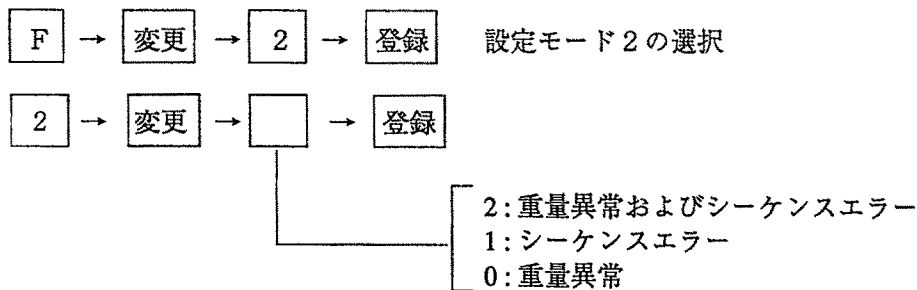 F → 変更 → 2 → 登録 設定モード2の選択
2 → 変更 → → 登録
2:重量異常およびシーケンスエラー
1:シーケンスエラー
0:重量異常